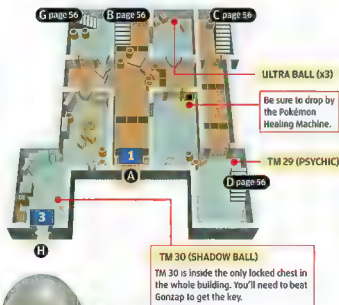 G page 56
B page 56
C page 56
ULTRA BALL (x3)
Be sure to drop by
the Pokémon
Healing Machine.
1
TM 29 (PSYCHIC)
A
D page 56
3
H
TM 30 (SHADOW BALL)
TM 30 is inside the only locked chest in
the whole building. You'll need to beat
Gonzap to get the key.